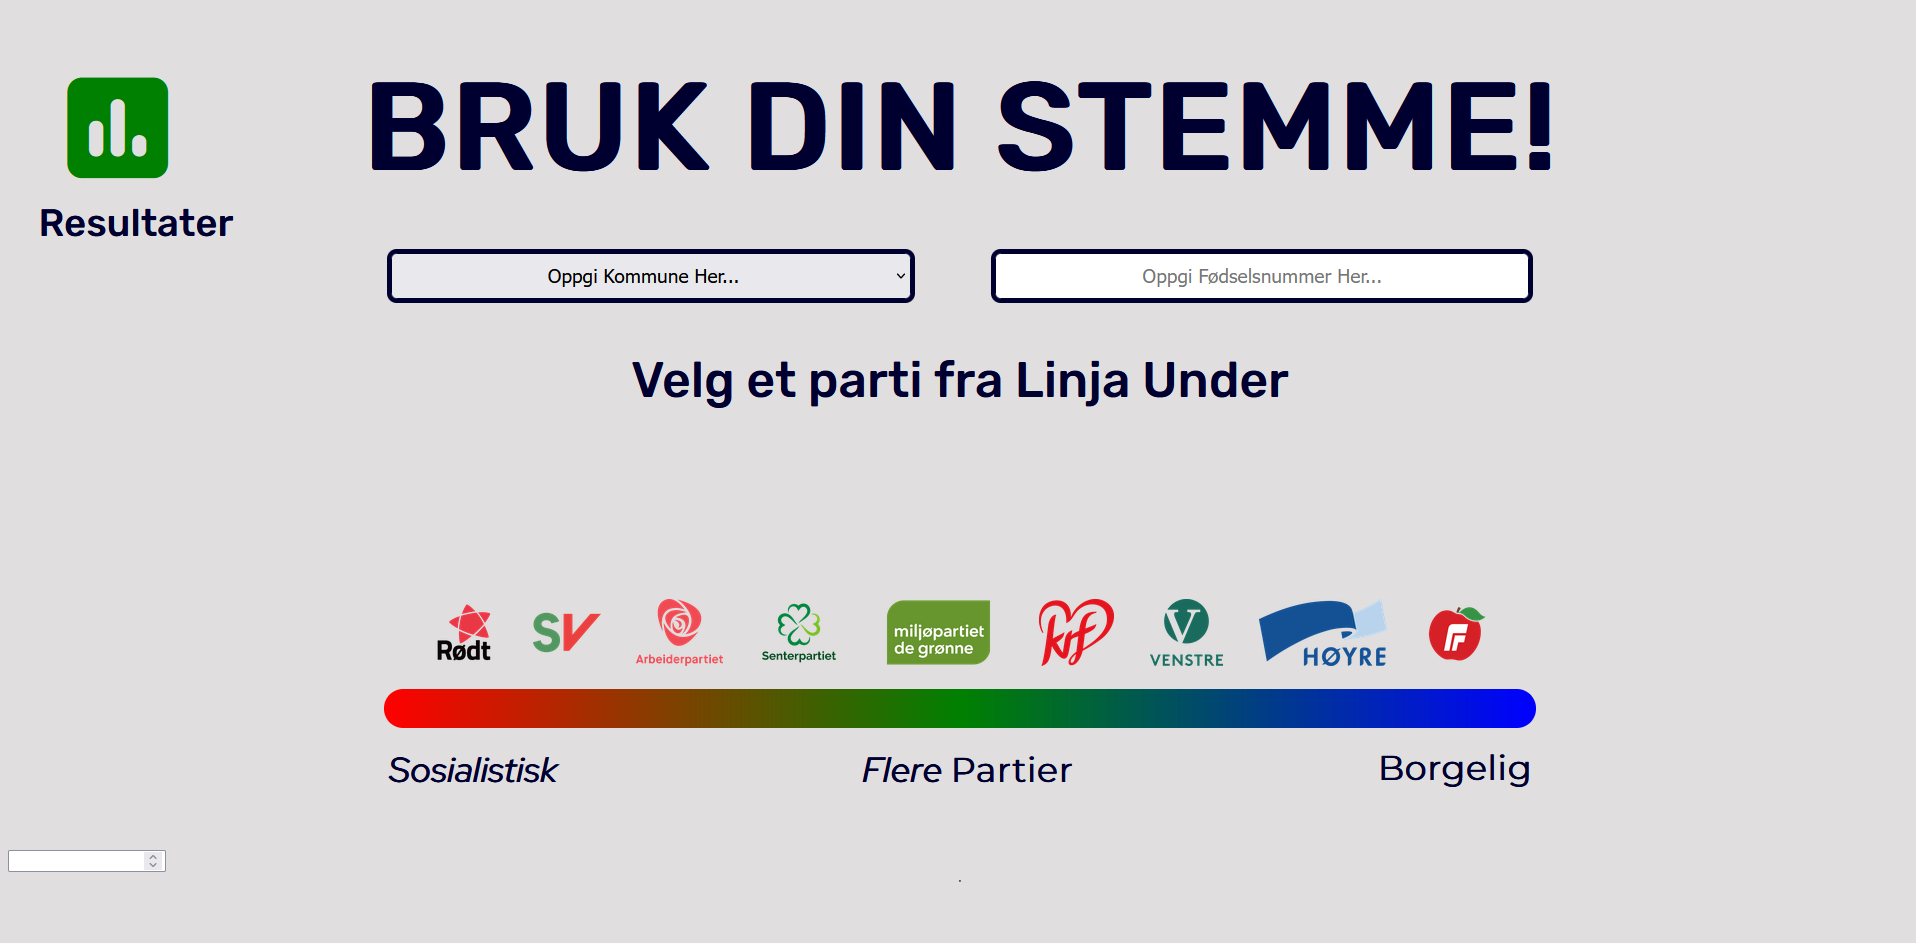 BRUK DIN STEMME!
Resultater
Oppgi Kommune Her...
Oppgi Fødselsnummer Her...
Velg et parti fra Linja Under
Rødt
SV
Arbeiderpartiet
Senterpartiet
miljøpartiet
de grønne
krf
V
VENSTRE
HØYRE
F
Sosialistisk
Flere Partier
Borgelig
.